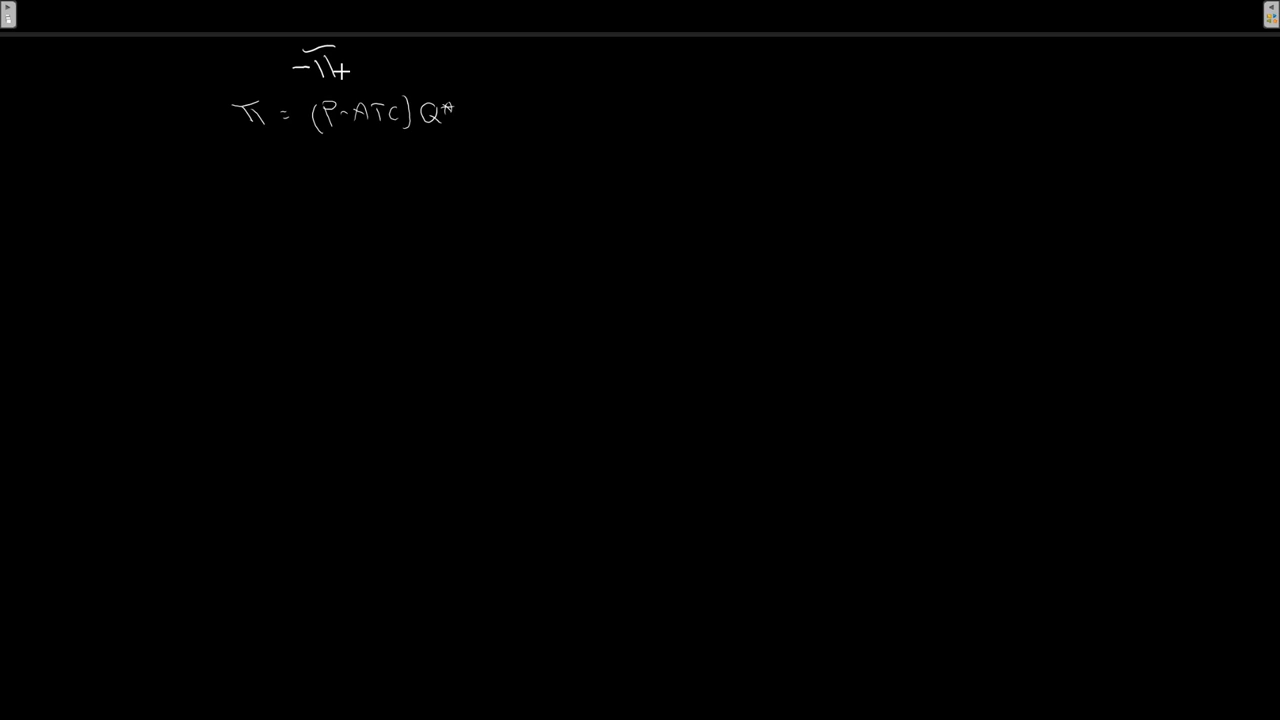 -π+
π = (P-ATC)Q*